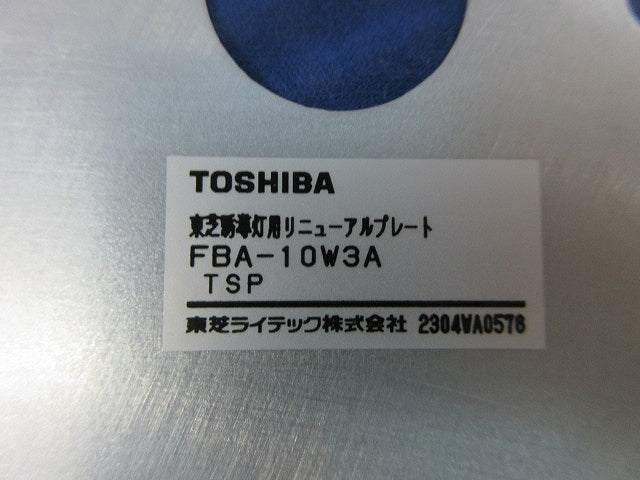 TOSHIBA
東芝誘導灯用リニューアルプレート
FBA-10W3A
TSP
東芝ライテック株式会社 2304VA0576